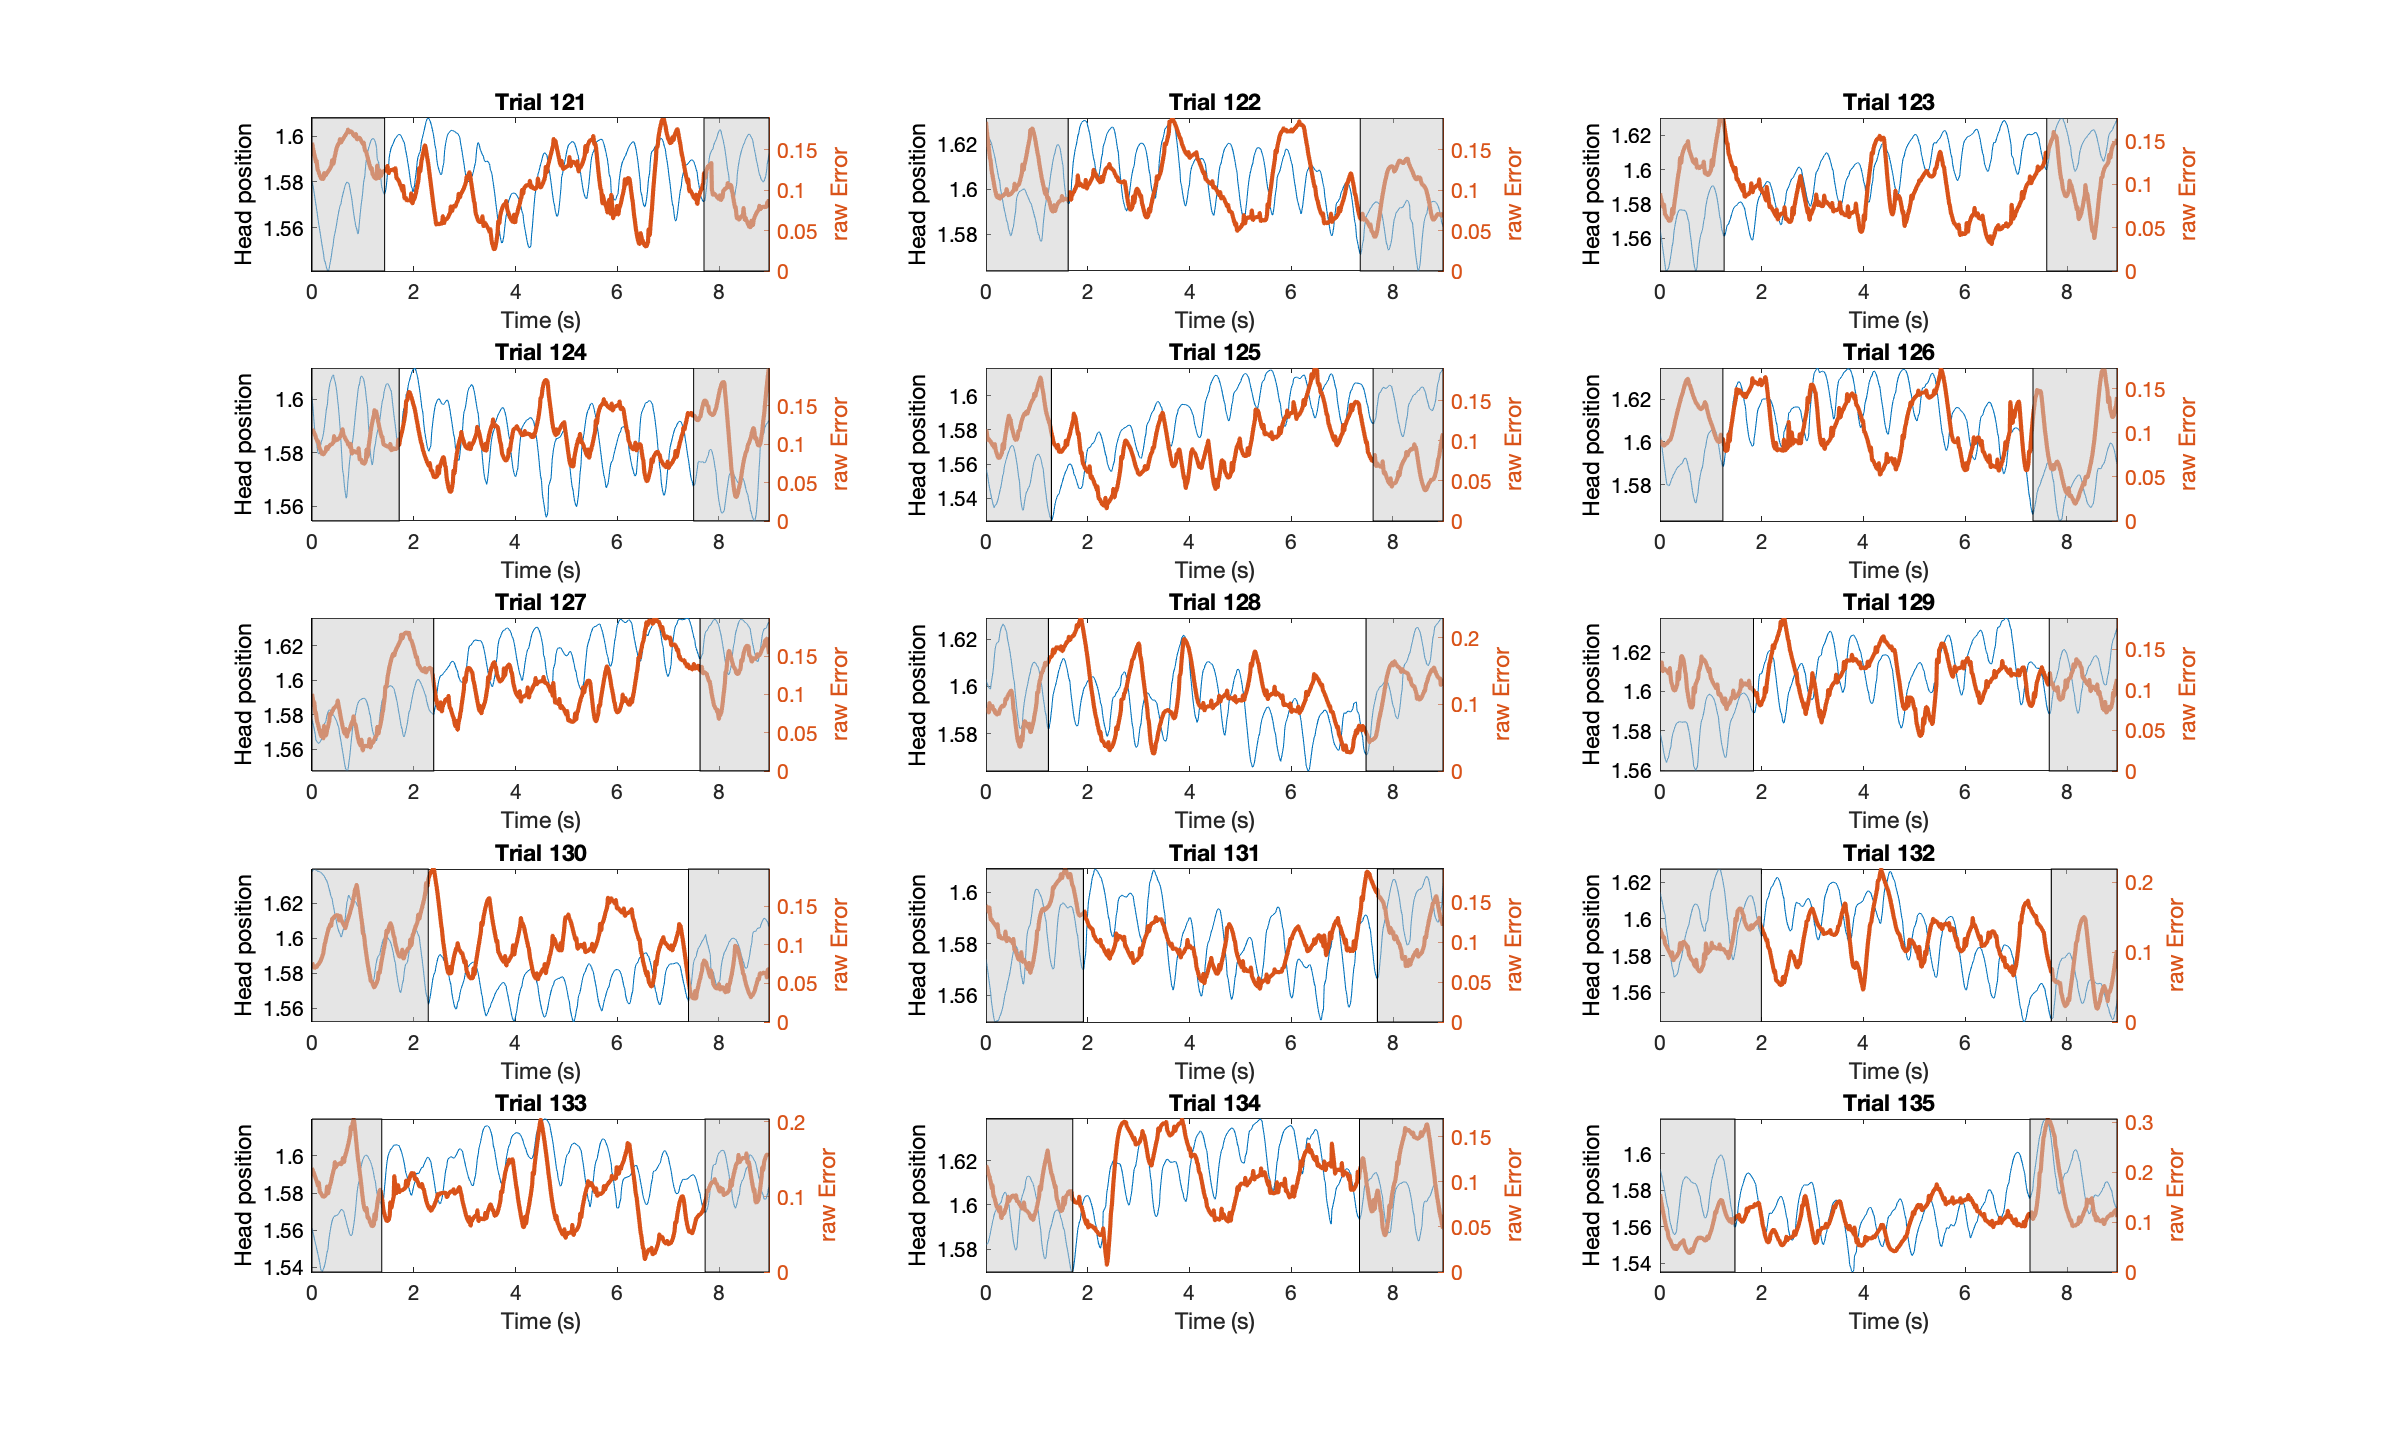 Trial 121
Head position
1.6
1.58
1.56
0.15
0.1
0.05
0
raw Error
0 2 4 6 8
Time (s)
Trial 122
Head position
1.62
1.6
1.58
0.15
0.1
0.05
0
raw Error
0 2 4 6 8
Time (s)
Trial 123
Head position
1.62
1.6
1.58
1.56
0.15
0.1
0.05
0
raw Error
0 2 4 6 8
Time (s)
Trial 124
Head position
1.6
1.58
1.56
0.15
0.1
0.05
0
raw Error
0 2 4 6 8
Time (s)
Trial 125
Head position
1.6
1.58
1.56
1.54
0.15
0.1
0.05
0
raw Error
0 2 4 6 8
Time (s)
Trial 126
Head position
1.62
1.6
1.58
0.15
0.1
0.05
0
raw Error
0 2 4 6 8
Time (s)
Trial 127
Head position
1.62
1.6
1.58
1.56
0.15
0.1
0.05
0
raw Error
0 2 4 6 8
Time (s)
Trial 128
Head position
1.62
1.6
1.58
0.2
0.1
0
raw Error
0 2 4 6 8
Time (s)
Trial 129
Head position
1.62
1.6
1.58
1.56
0.15
0.1
0.05
0
raw Error
0 2 4 6 8
Time (s)
Trial 130
Head position
1.62
1.6
1.58
1.56
0.15
0.1
0.05
0
raw Error
0 2 4 6 8
Time (s)
Trial 131
Head position
1.6
1.58
1.56
0.15
0.1
0.05
0
raw Error
0 2 4 6 8
Time (s)
Trial 132
Head position
1.62
1.6
1.58
1.56
0.2
0.1
0
raw Error
0 2 4 6 8
Time (s)
Trial 133
Head position
1.6
1.58
1.56
1.54
0.2
0.1
0
raw Error
0 2 4 6 8
Time (s)
Trial 134
Head position
1.62
1.6
1.58
0.15
0.1
0.05
0
raw Error
0 2 4 6 8
Time (s)
Trial 135
Head position
1.6
1.58
1.56
1.54
0.3
0.2
0.1
0
raw Error
0 2 4 6 8
Time (s)